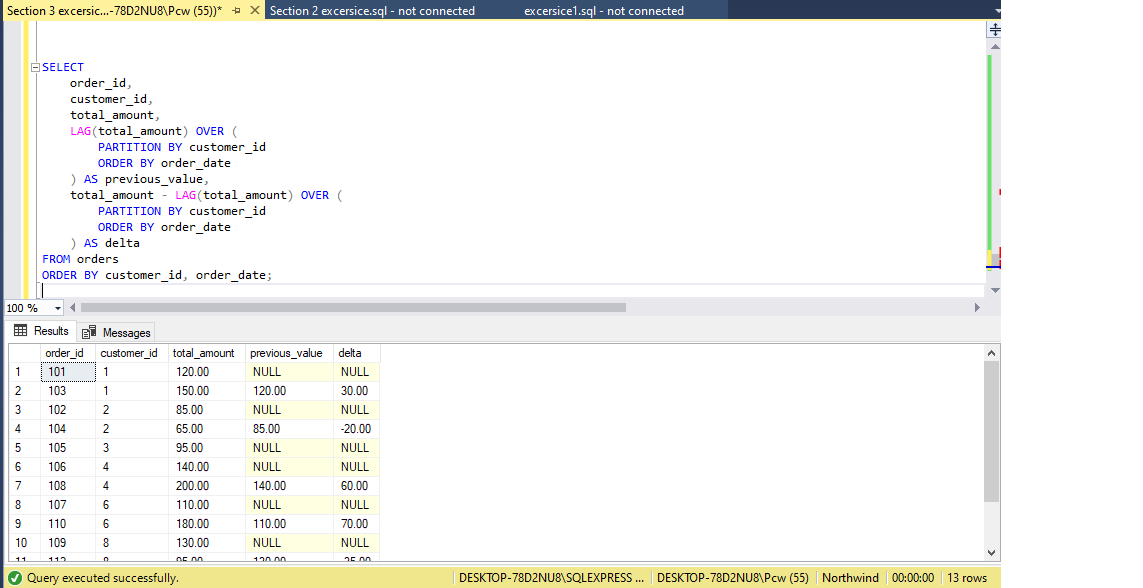 Section 3 excersic...-78D2NU8\Pcw (55))* Section 2 excersice.sql - not connected excersice1.sql - not connected
SELECT
order_id,
customer_id,
total_amount,
LAG(total_amount) OVER (
PARTITION BY customer_id
ORDER BY order_date
) AS previous_value,
total_amount - LAG(total_amount) OVER (
PARTITION BY customer_id
ORDER BY order_date
) AS delta
FROM orders
ORDER BY customer_id, order_date;
100 %
Results Messages
order_id customer_id total_amount previous_value delta
1 101 1 120.00 NULL NULL
2 103 1 150.00 120.00 30.00
3 102 2 85.00 NULL NULL
4 104 2 65.00 85.00 -20.00
5 105 3 95.00 NULL NULL
6 106 4 140.00 NULL NULL
7 108 4 200.00 140.00 60.00
8 107 6 110.00 NULL NULL
9 110 6 180.00 110.00 70.00
10 109 8 130.00 NULL NULL
11 8 95.00 130.00 -35.00
Query executed successfully. DESKTOP-78D2NU8\SQLEXPRESS ... DESKTOP-78D2NU8\Pcw (55) Northwind 00:00:00 13 rows